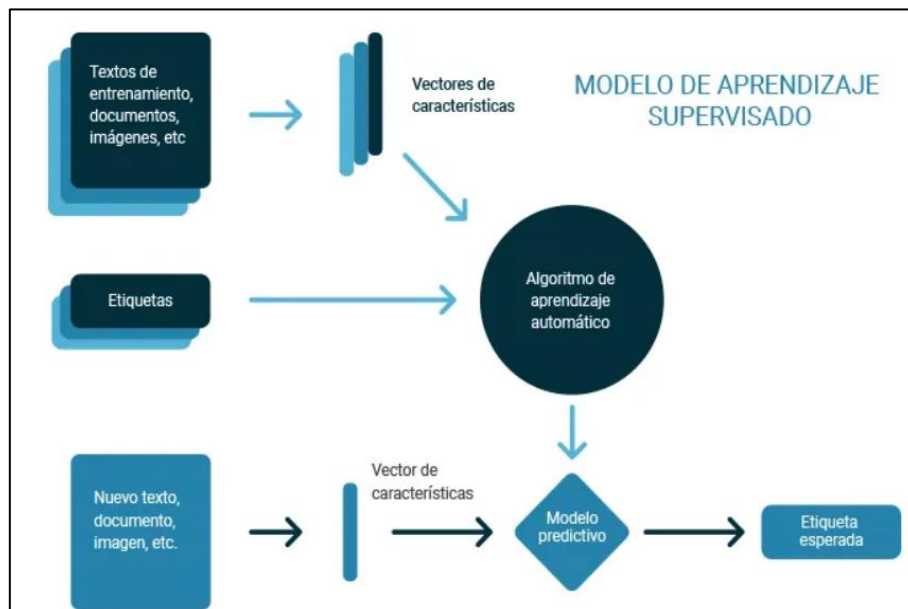 Textos de
entrenamiento,
documentos,
imágenes, etc
Vectores de
características
MODELO DE APRENDIZAJE
SUPERVISADO
Etiquetas
Algoritmo de
aprendizaje
automático
Nuevo texto,
documento,
imagen, etc.
Vector de
características
Modelo
predictivo
Etiqueta
esperada